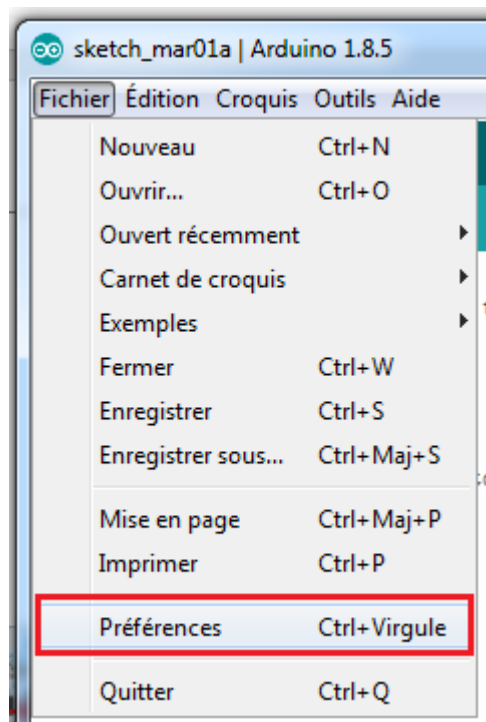 sketch_mar01a | Arduino 1.8.5
Fichier Édition Croquis Outils Aide
Nouveau Ctrl+N
Ouvrir... Ctrl+O
Ouvert récemment
Carnet de croquis
Exemples
Fermer Ctrl+W
Enregistrer Ctrl+S
Enregistrer sous... Ctrl+Maj+S
Mise en page Ctrl+Maj+P
Imprimer Ctrl+P
Préférences Ctrl+Virgule
Quitter Ctrl+Q